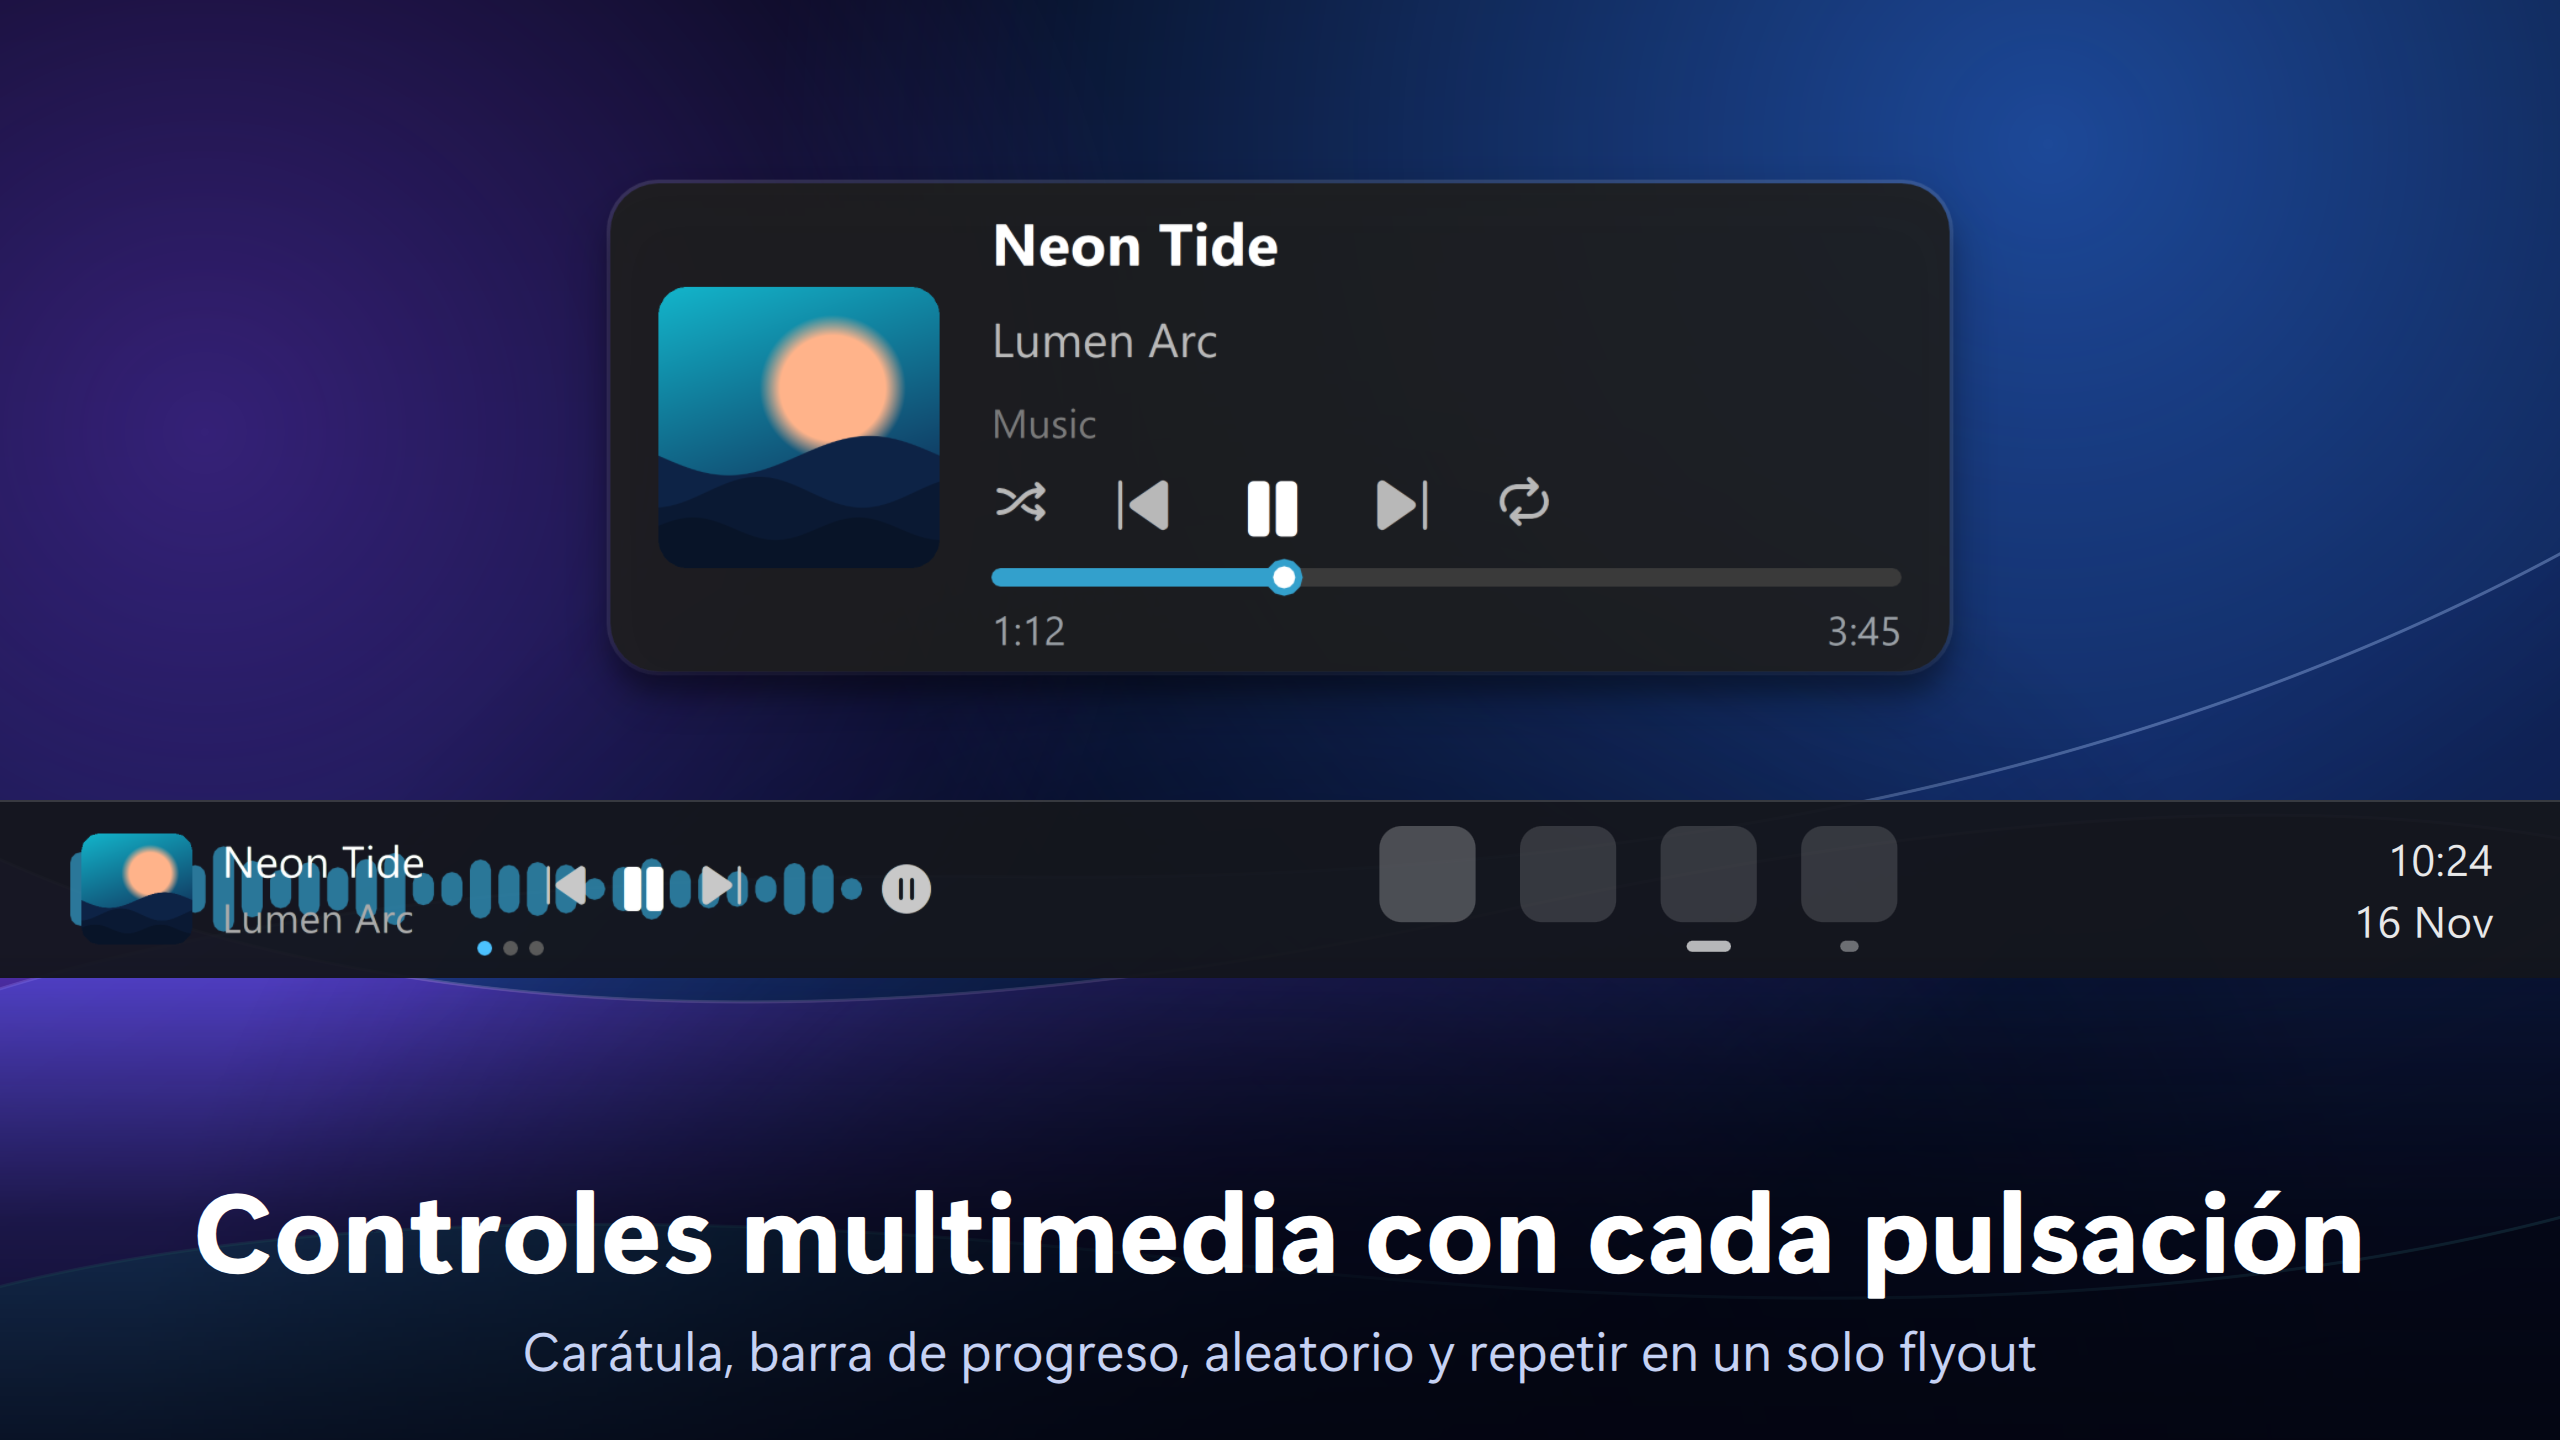 Neon Tide
Lumen Arc
Music
1:12
3:45
Neon Tide
Lumen Arc
10:24
16 Nov
Controles multimedia con cada pulsación
Carátula, barra de progreso, aleatorio y repetir en un solo flyout